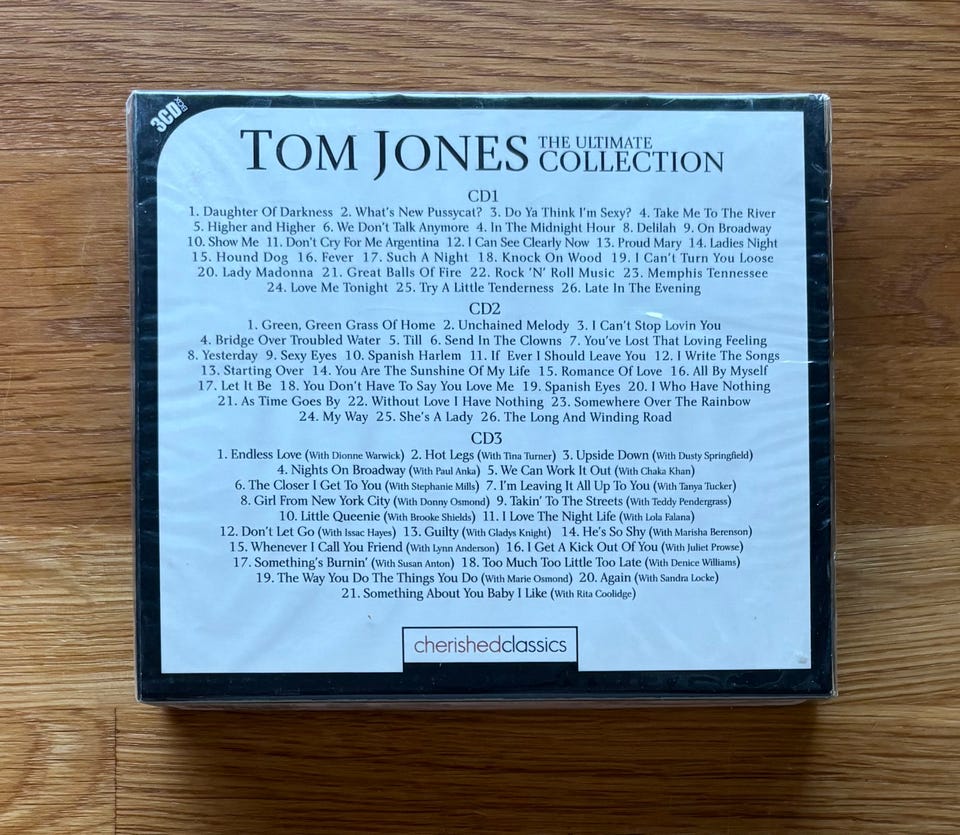 3CD BOX
TOM JONES THE ULTIMATE COLLECTION
CD1
1. Daughter Of Darkness 2. What's New Pussycat? 3. Do Ya Think I'm Sexy? 4. Take Me To The River
5. Higher and Higher 6. We Don't Talk Anymore 4. In The Midnight Hour 8. Delilah 9. On Broadway
10. Show Me 11. Don't Cry For Me Argentina 12. I Can See Clearly Now 13. Proud Mary 14. Ladies Night
15. Hound Dog 16. Fever 17. Such A Night 18. Knock On Wood 19. I Can't Turn You Loose
20. Lady Madonna 21. Great Balls Of Fire 22. Rock 'N' Roll Music 23. Memphis Tennessee
24. Love Me Tonight 25. Try A Little Tenderness 26. Late In The Evening
CD2
1. Green, Green Grass Of Home 2. Unchained Melody 3. I Can't Stop Lovin You
4. Bridge Over Troubled Water 5. Till 6. Send In The Clowns 7. You've Lost That Loving Feeling
8. Yesterday 9. Sexy Eyes 10. Spanish Harlem 11. If Ever I Should Leave You 12. I Write The Songs
13. Starting Over 14. You Are The Sunshine Of My Life 15. Romance Of Love 16. All By Myself
17. Let It Be 18. You Don't Have To Say You Love Me 19. Spanish Eyes 20. I Who Have Nothing
21. As Time Goes By 22. Without Love I Have Nothing 23. Somewhere Over The Rainbow
24. My Way 25. She's A Lady 26. The Long And Winding Road
CD3
1. Endless Love (With Dionne Warwick) 2. Hot Legs (With Tina Turner) 3. Upside Down (With Dusty Springfield)
4. Nights On Broadway (With Paul Anka) 5. We Can Work It Out (With Chaka Khan)
6. The Closer I Get To You (With Stephanie Mills) 7. I'm Leaving It All Up To You (With Tanya Tucker)
8. Girl From New York City (With Donny Osmond) 9. Takin' To The Streets (With Teddy Pendergrass)
10. Little Queenie (With Brooke Shields) 11. I Love The Night Life (With Lola Falana)
12. Don't Let Go (With Issac Hayes) 13. Guilty (With Gladys Knight) 14. He's So Shy (With Marisha Berenson)
15. Whenever I Call You Friend (With Lynn Anderson) 16. I Get A Kick Out Of You (With Juliet Prowse)
17. Something's Burnin' (With Susan Anton) 18. Too Much Too Little Too Late (With Denice Williams)
19. The Way You Do The Things You Do (With Marie Osmond) 20. Again (With Sandra Locke)
21. Something About You Baby I Like (With Rita Coolidge)
cherishedclassics